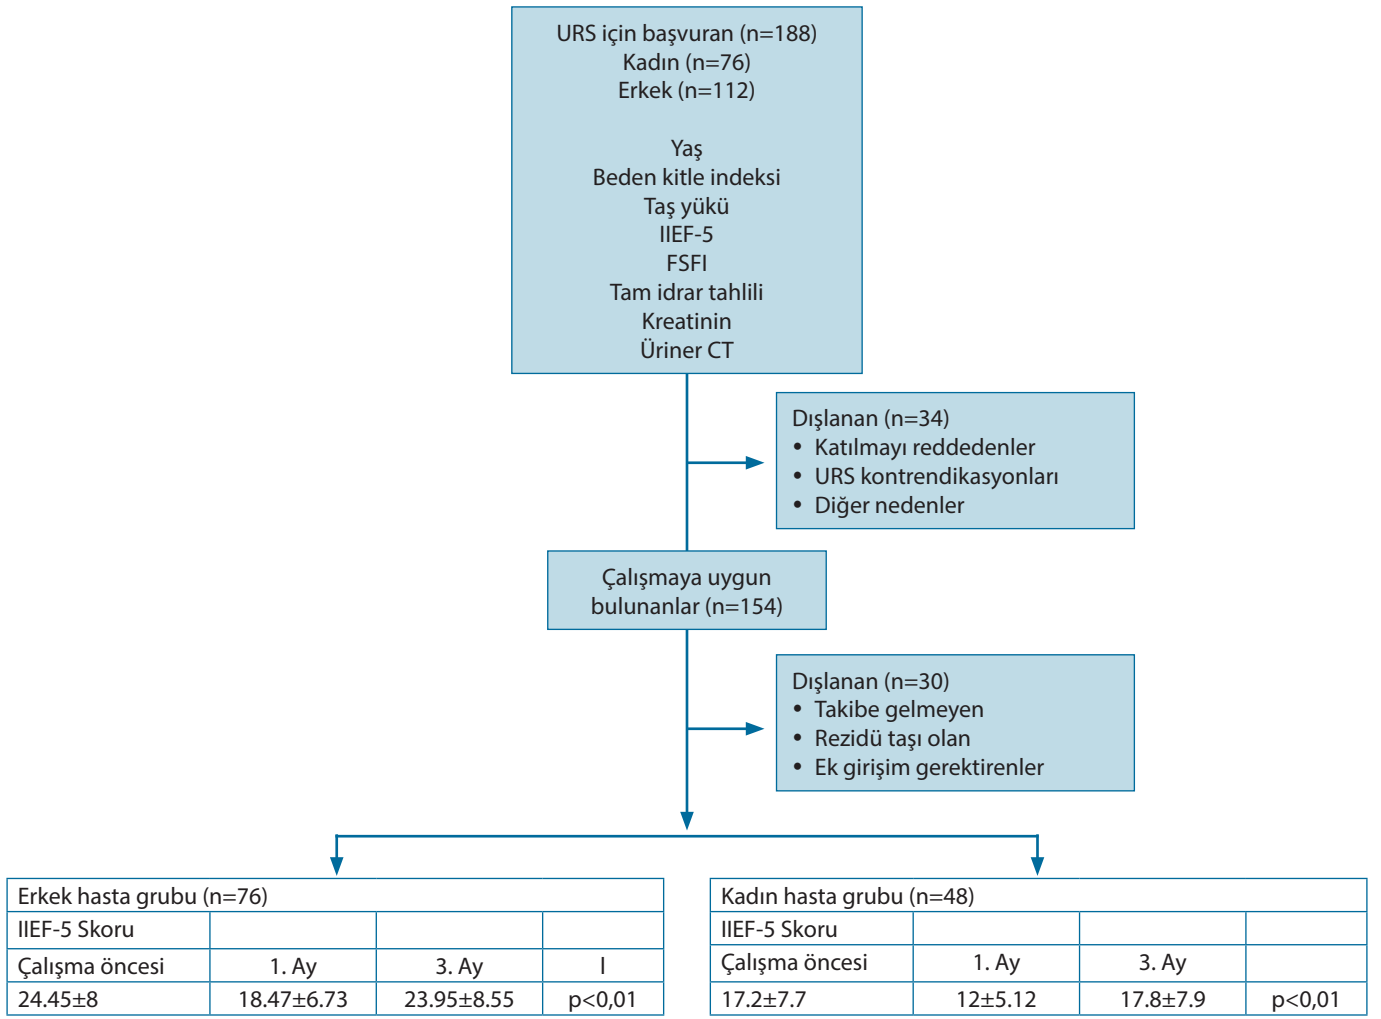 URS için başvuran (n=188)
Kadın (n=76)
Erkek (n=112)
Yaş
Beden kitle indeksi
Taş yükü
IIEF-5
FSFI
Tam idrar tahlili
Kreatinin
Üriner CT
Dışlanan (n=34)
• Katılmayı reddedenler
• URS kontrendikasyonları
• Diğer nedenler
Çalışmaya uygun
bulunanlar (n=154)
Dışlanan (n=30)
• Takibe gelmeyen
• Rezidü taşı olan
• Ek girişim gerektirenler
Erkek hasta grubu (n=76)
IIEF-5 Skoru
Çalışma öncesi 1. Ay 3. Ay I
24.45±8 18.47±6.73 23.95±8.55 p<0,01
Kadın hasta grubu (n=48)
IIEF-5 Skoru
Çalışma öncesi 1. Ay 3. Ay
17.2±7.7 12±5.12 17.8±7.9 p<0,01